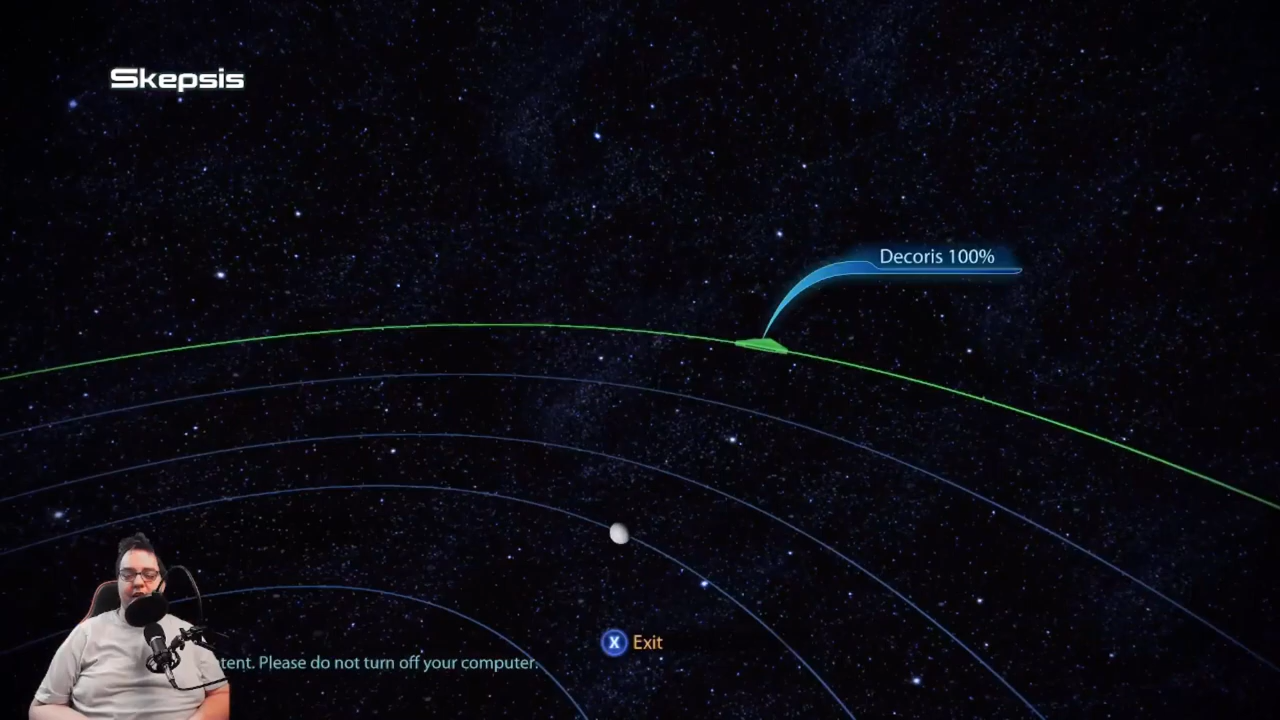 Skepsis
Decoris 100%
X Exit
tent. Please do not turn off your computer.